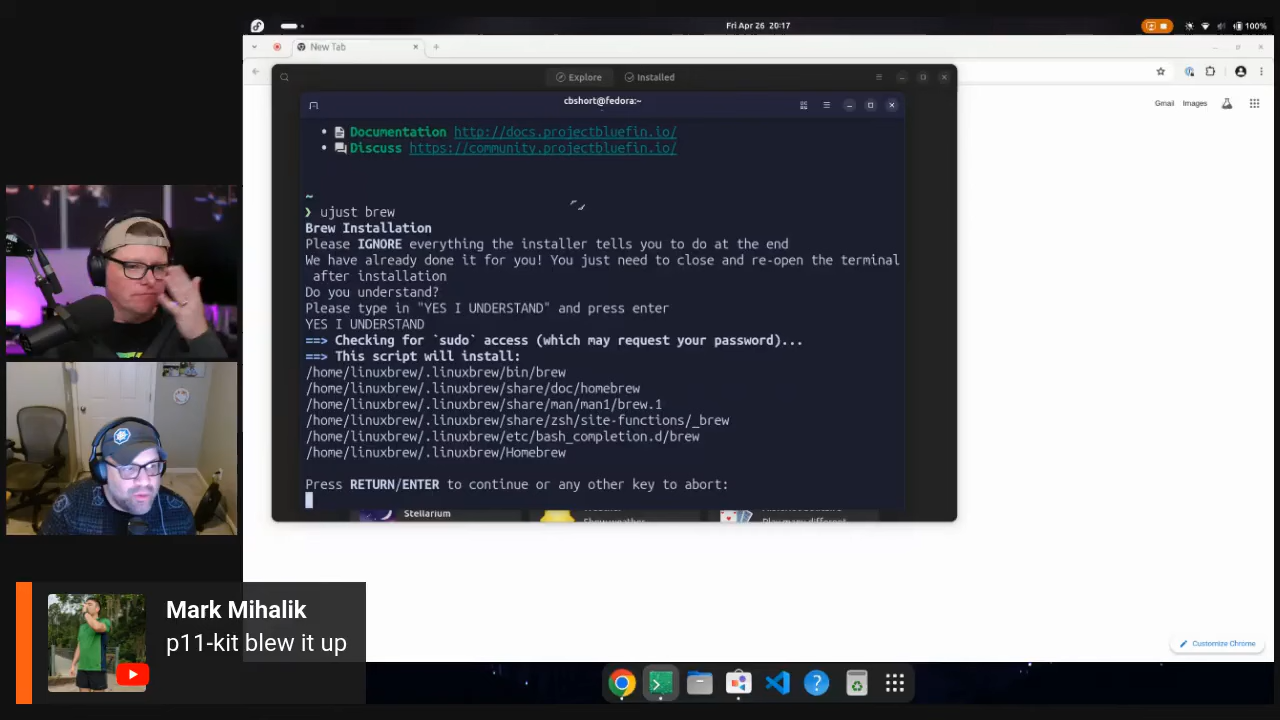 Fri Apr 26 20:17
100%
New Tab
Gmail
Images
Explore
Installed
cbshort@fedora:~
• Documentation http://docs.projectbluefin.io/
• Discuss https://community.projectbluefin.io/
~
❯ ujust brew
Brew Installation
Please IGNORE everything the installer tells you to do at the end
We have already done it for you! You just need to close and re-open the terminal
after installation
Do you understand?
Please type in "YES I UNDERSTAND" and press enter
YES I UNDERSTAND
==> Checking for `sudo` access (which may request your password)...
==> This script will install:
/home/linuxbrew/.linuxbrew/bin/brew
/home/linuxbrew/.linuxbrew/share/doc/homebrew
/home/linuxbrew/.linuxbrew/share/man/man1/brew.1
/home/linuxbrew/.linuxbrew/share/zsh/site-functions/_brew
/home/linuxbrew/.linuxbrew/etc/bash_completion.d/brew
/home/linuxbrew/.linuxbrew/Homebrew
Press RETURN/ENTER to continue or any other key to abort:
Stellarium
Mark Mihalik
p11-kit blew it up
Customize Chrome